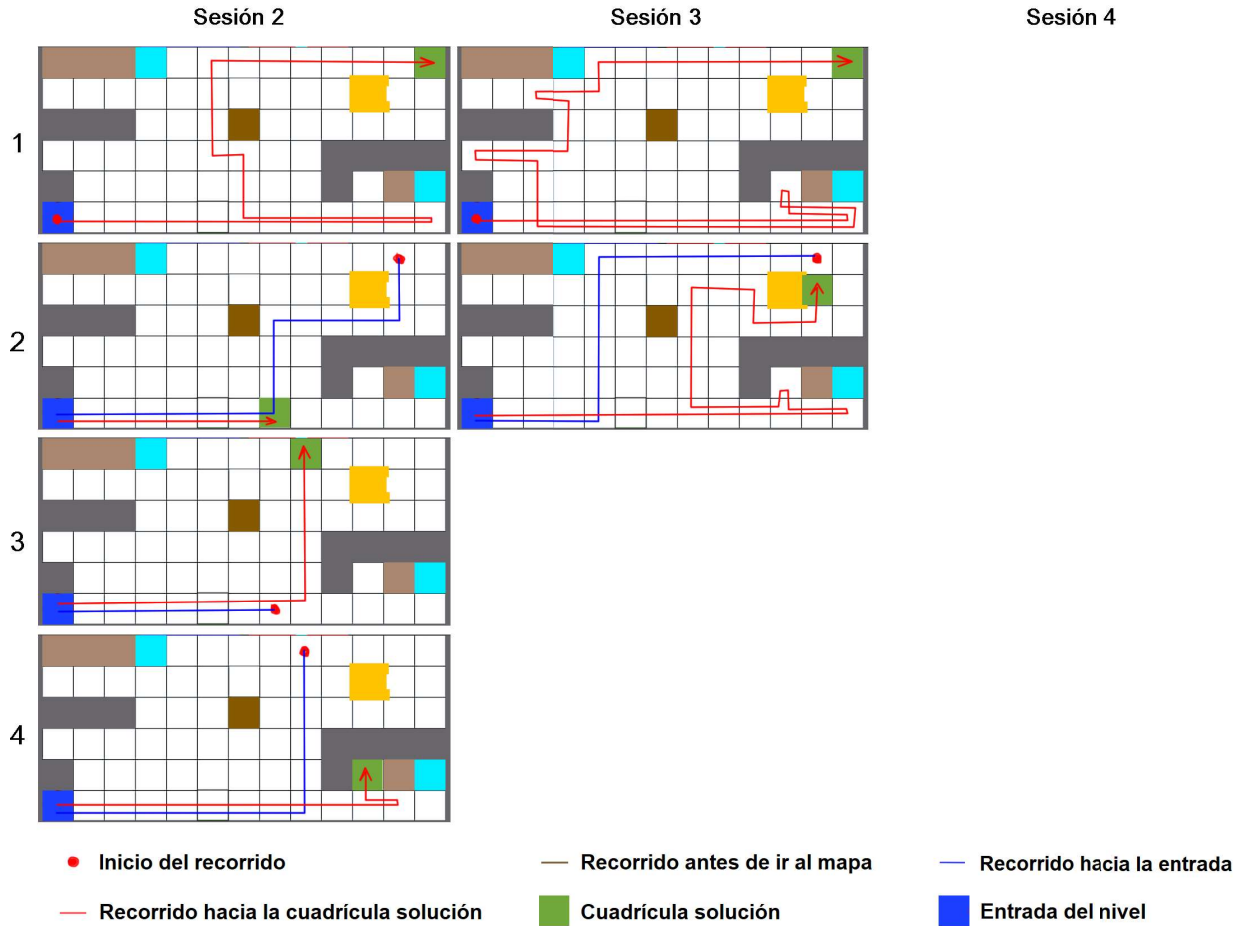 Sesión 2 Sesión 3 Sesión 4
1
2
3
4
Inicio del recorrido Recorrido antes de ir al mapa Recorrido hacia la entrada
Recorrido hacia la cuadrícula solución Cuadrícula solución Entrada del nivel